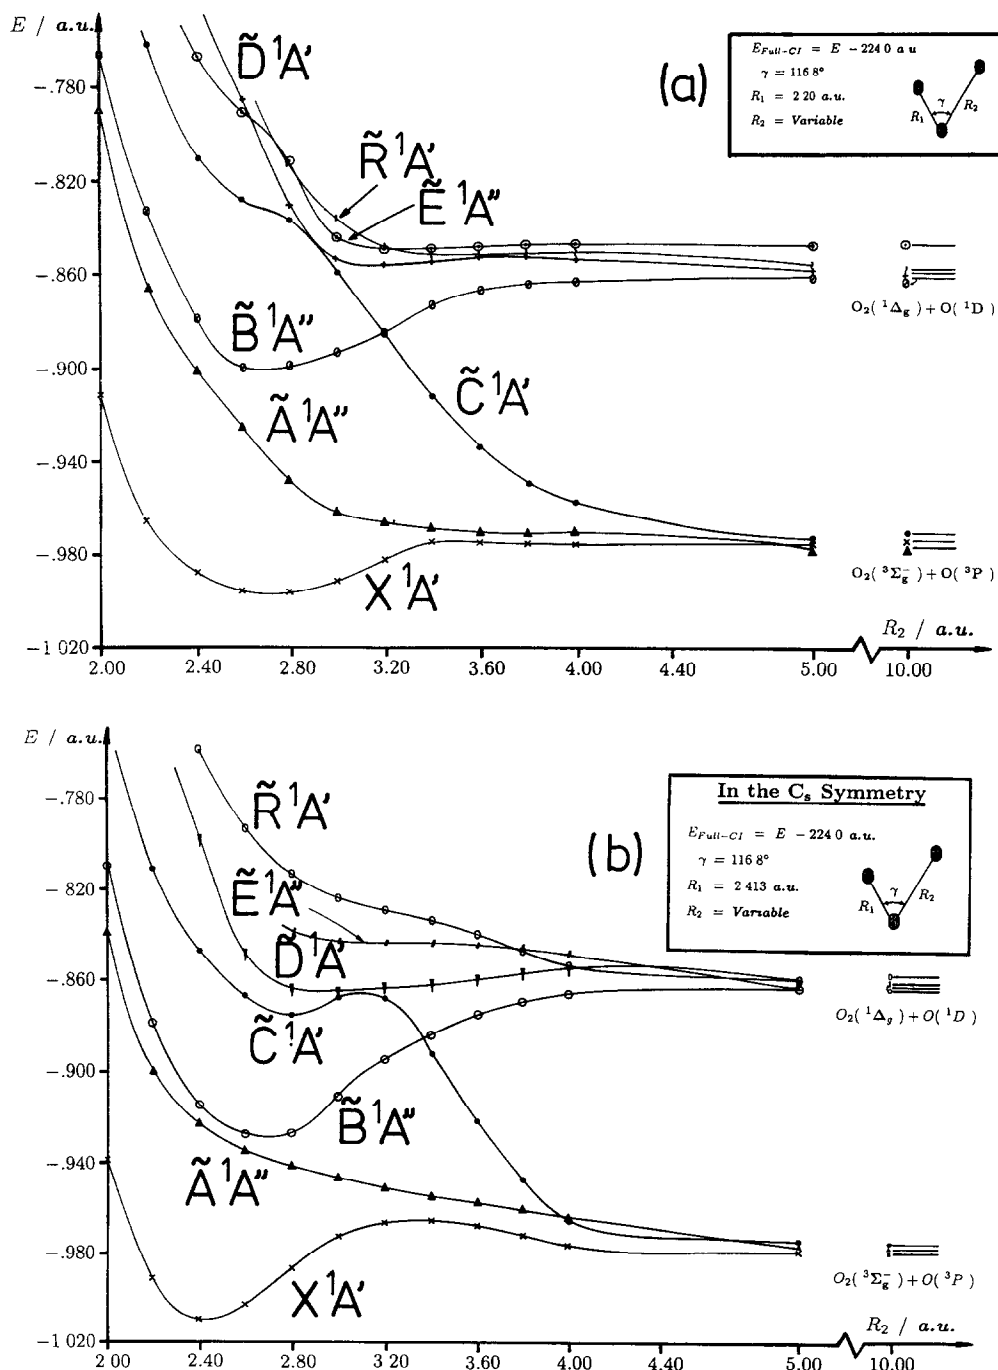 E / a.u.
-.780
-.820
-.860
-.900
-.940
-.980
-1 020
2.00 2.40 2.80 3.20 3.60 4.00 4.40 5.00 10.00
R₂ / a.u.
D̃ ¹A'
R̃ ¹A'
Ẽ ¹A"
B̃ ¹A"
C̃ ¹A'
Ã ¹A"
X ¹A'
(a)
E_Full-CI = E -224 0 a u
γ = 116 8°
R₁ = 2 20 a.u.
R₂ = Variable
R₁ γ R₂
O₂( ¹Δg ) + O( ¹D )
O₂( ³Σg⁻ ) + O( ³P )
E / a.u.
-.780
-.820
-.860
-.900
-.940
-.980
-1 020
2 00 2.40 2.80 3.20 3.60 4.00 4.40 5.00 10.00
R₂ / a.u.
R̃ ¹A'
Ẽ ¹A"
D̃ ¹A'
C̃ ¹A'
B̃ ¹A"
Ã ¹A"
X ¹A'
(b)
In the Cs Symmetry
E_Full-CI = E -224 0 a.u.
γ = 116 8°
R₁ = 2 413 a.u.
R₂ = Variable
R₁ γ R₂
O₂( ¹Δg ) + O( ¹D )
O₂( ³Σg⁻ ) + O( ³P )